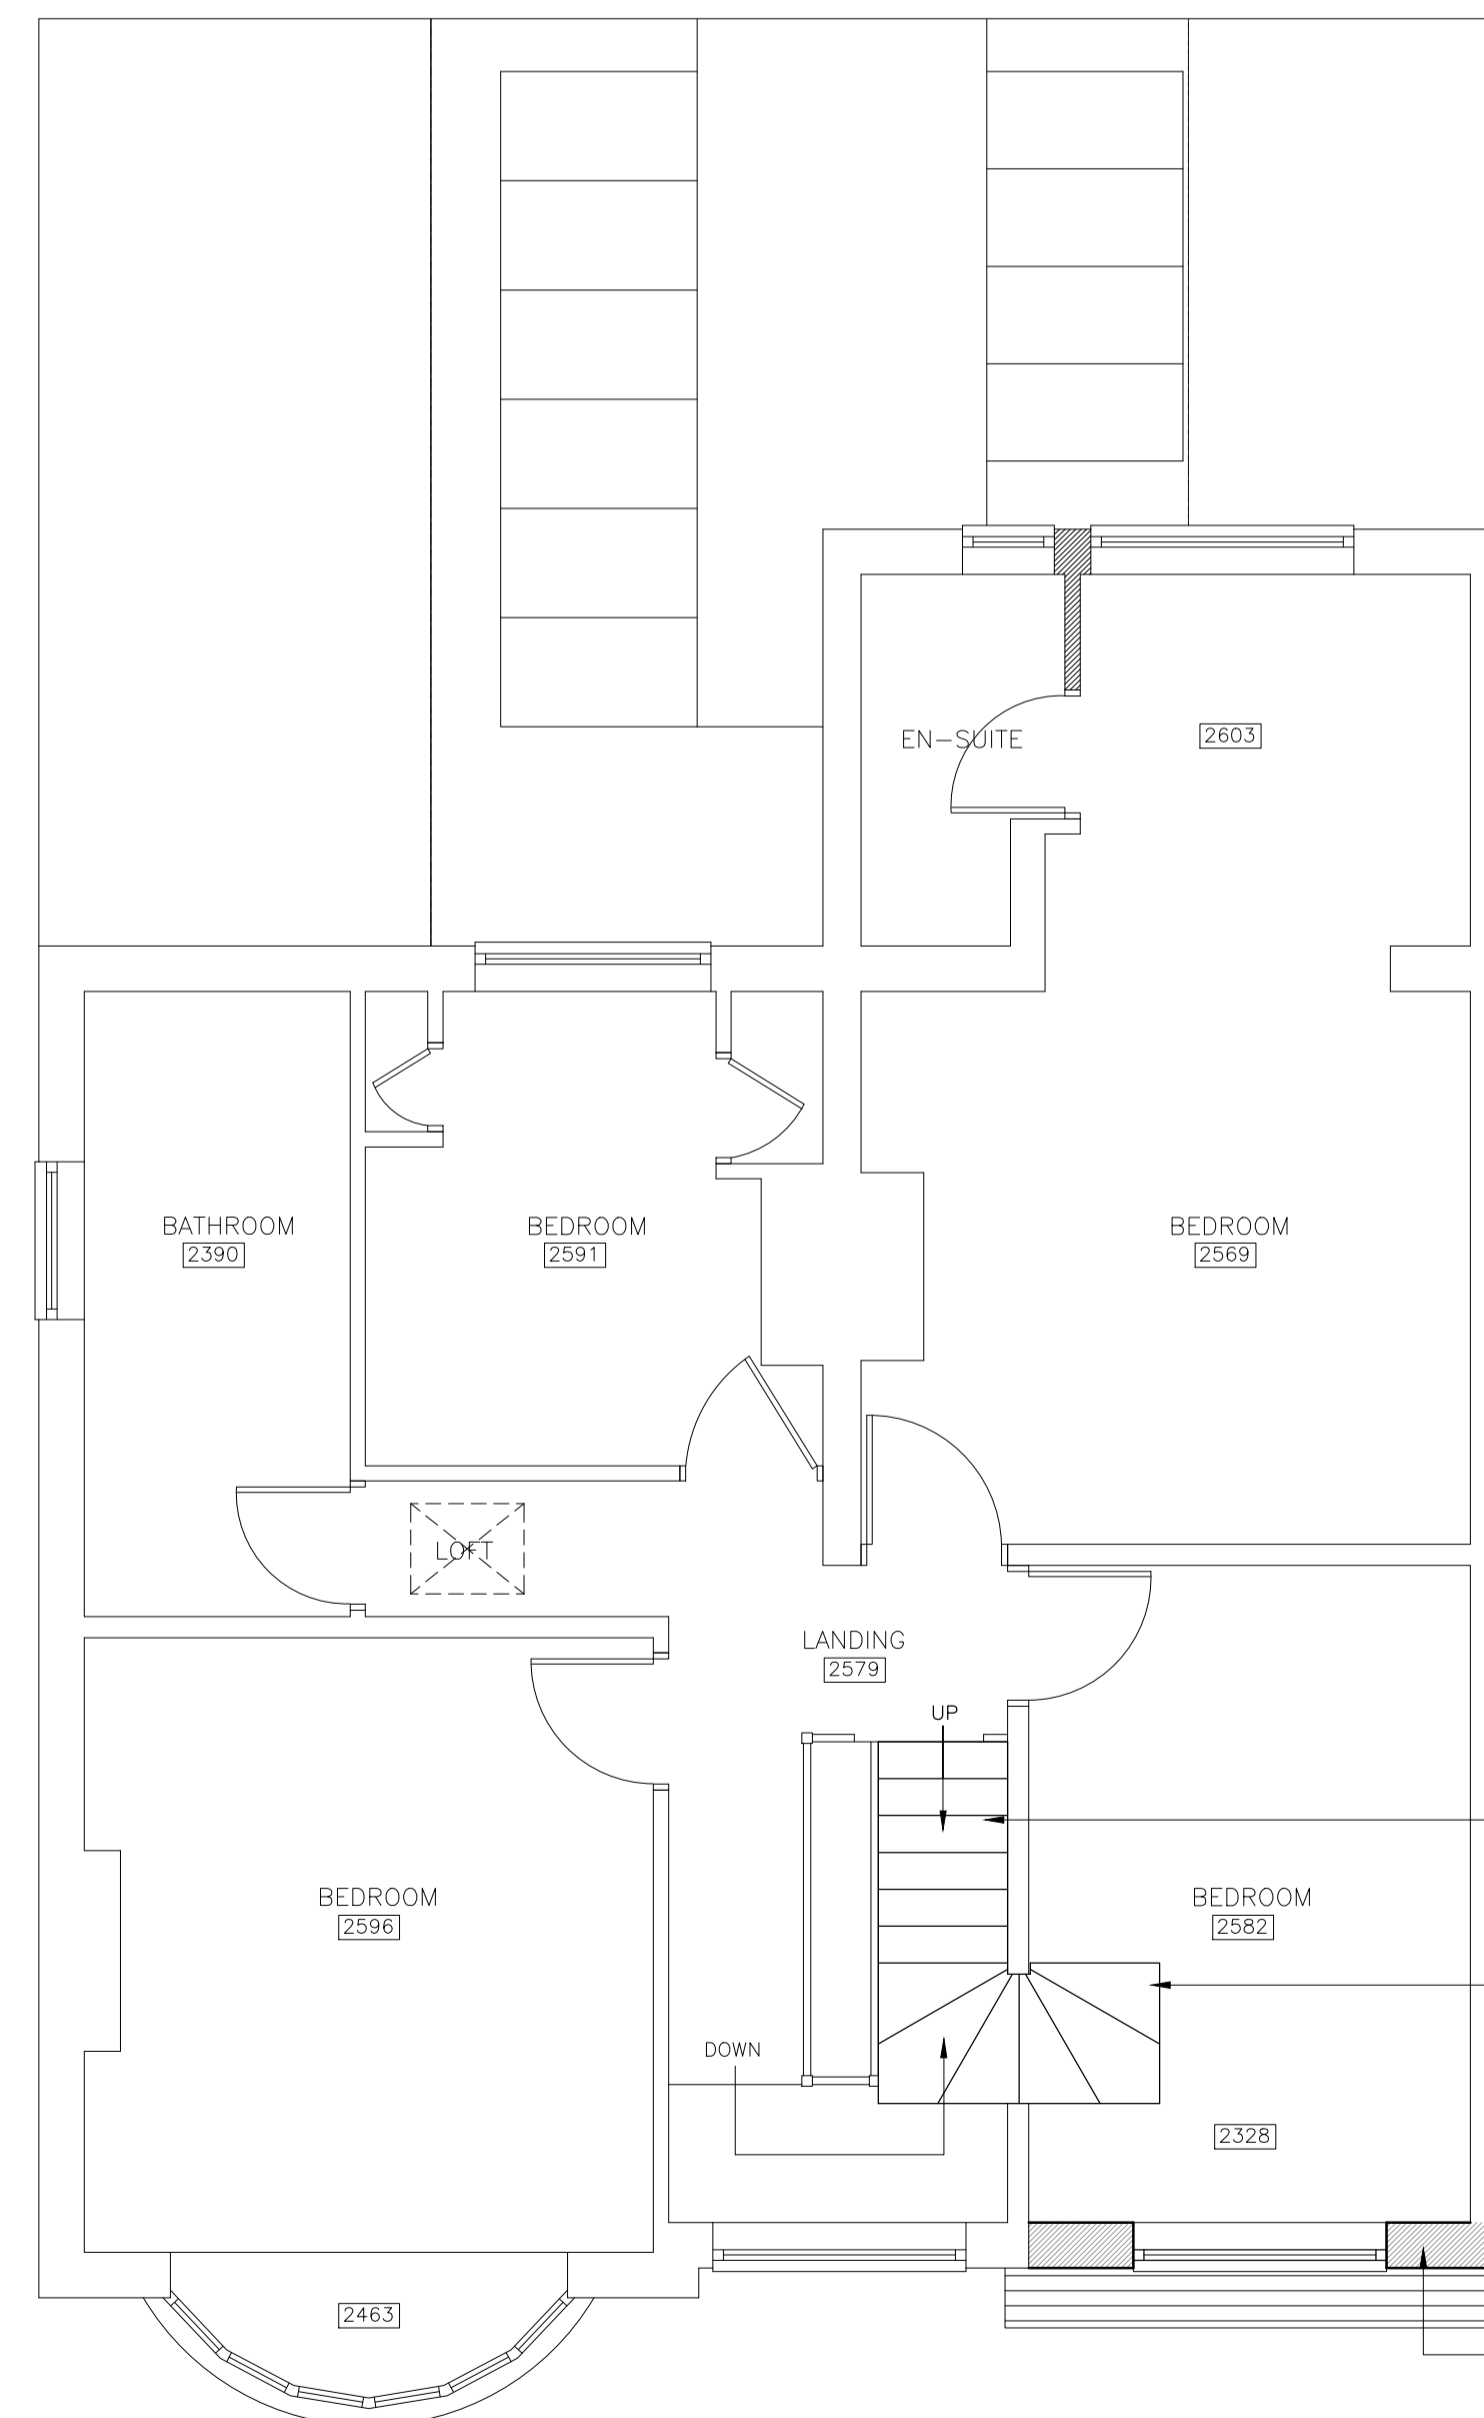 EN-SUITE
2603
BATHROOM
2390
BEDROOM
2591
BEDROOM
2569
LOFT
LANDING
2579
UP
BEDROOM
2596
BEDROOM
2582
DOWN
2328
2463